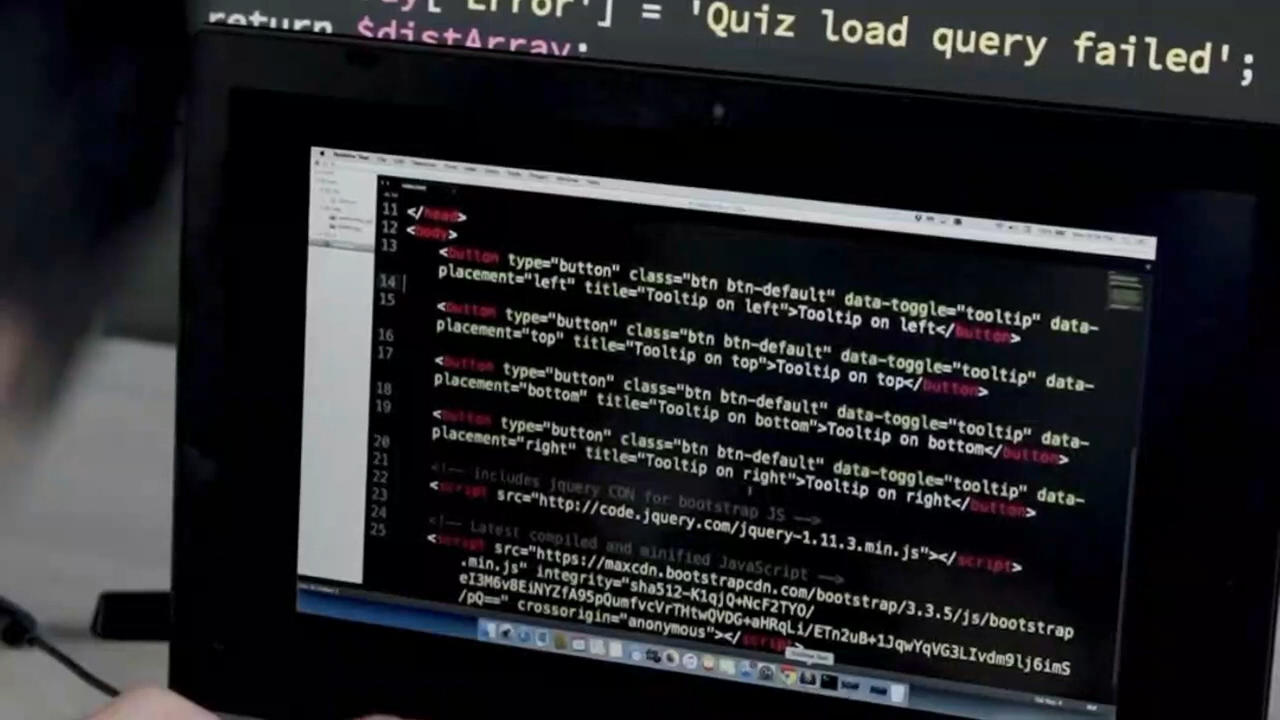 'Error'] = 'Quiz load query failed';
return $distArray;
11 </head>
12 <body>
13 <button type="button" class="btn btn-default" data-toggle="tooltip" data-
placement="left" title="Tooltip on left">Tooltip on left</button>
14
15 <button type="button" class="btn btn-default" data-toggle="tooltip" data-
placement="top" title="Tooltip on top">Tooltip on top</button>
16
17 <button type="button" class="btn btn-default" data-toggle="tooltip" data-
placement="bottom" title="Tooltip on bottom">Tooltip on bottom</button>
18
19 <button type="button" class="btn btn-default" data-toggle="tooltip" data-
placement="right" title="Tooltip on right">Tooltip on right</button>
20
21 <!-- includes jquery CDN for bootstrap JS -->
22 <script src="http://code.jquery.com/jquery-1.11.3.min.js"></script>
23
24 <!-- Latest compiled and minified JavaScript -->
25 <script src="https://maxcdn.bootstrapcdn.com/bootstrap/3.3.5/js/bootstrap
.min.js" integrity="sha512-K1qjQ+NcF2TYO/
eI3M6v8EiNYZfA95pQumfvcVrTHtwQVDG+aHRqLi/ETn2uB+1JqwYqVG3LIvdm9lj6imS
/pQ==" crossorigin="anonymous"></script>